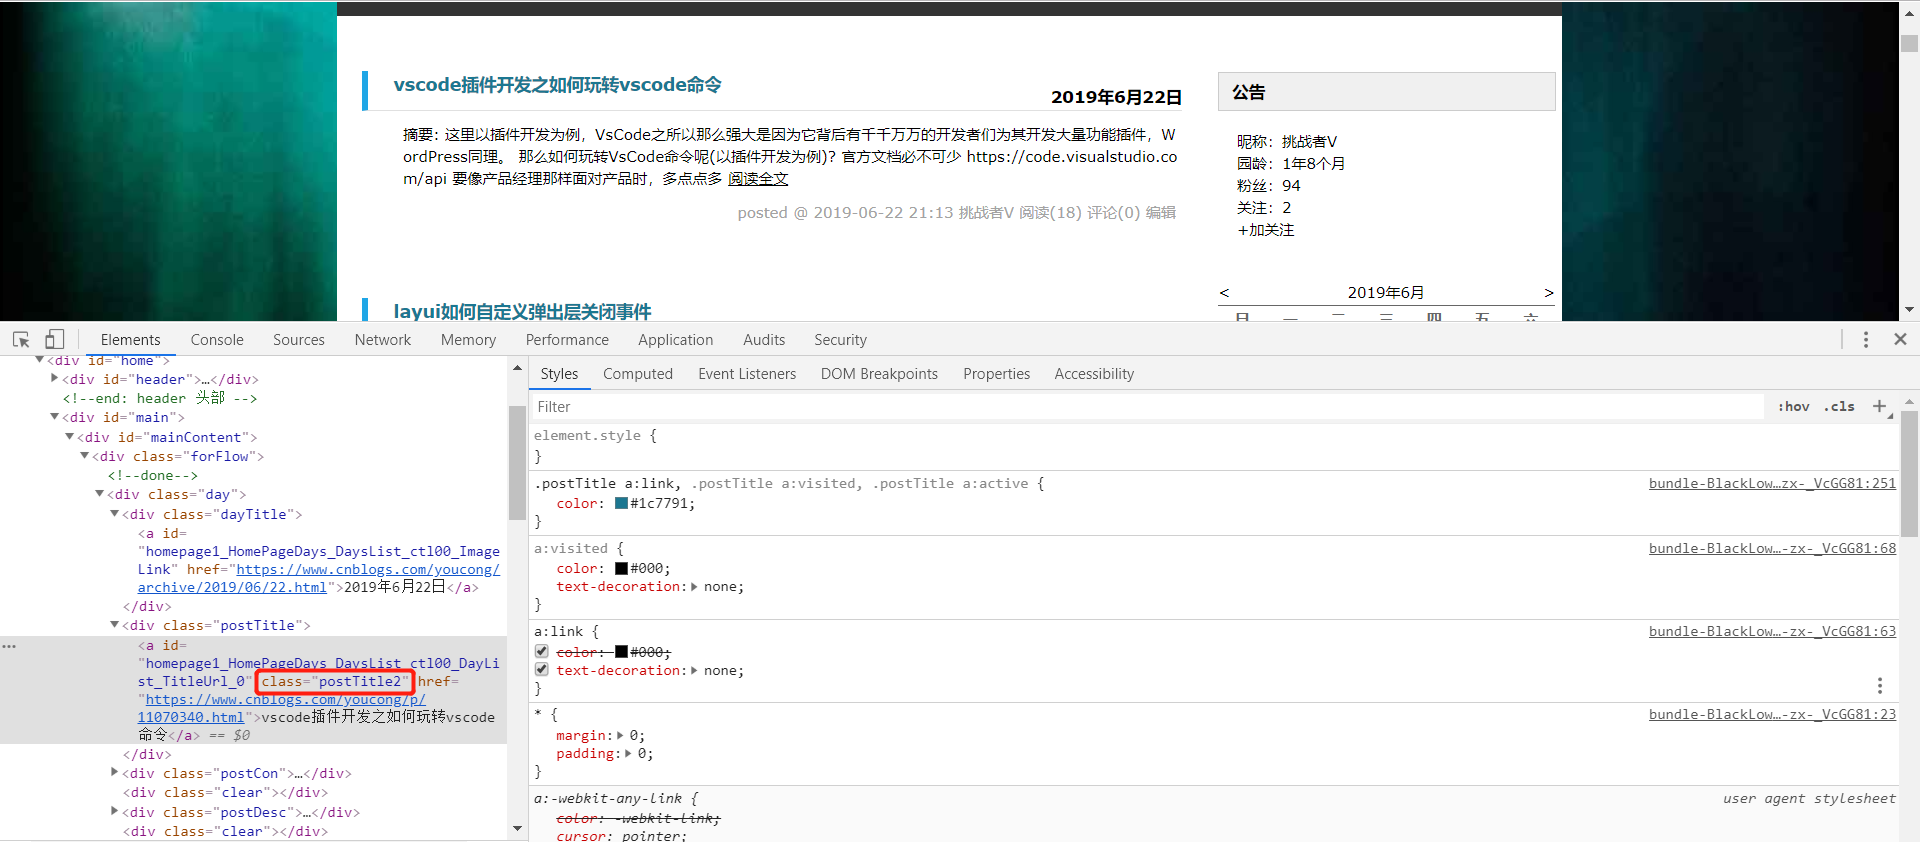 vscode插件开发之如何玩转vscode命令
2019年6月22日
摘要: 这里以插件开发为例，VsCode之所以那么强大是因为它背后有千千万万的开发者们为其开发大量功能插件，W
ordPress同理。 那么如何玩转VsCode命令呢(以插件开发为例)? 官方文档必不可少 https://code.visualstudio.co
m/api 要像产品经理那样面对产品时，多点点多 阅读全文
posted @ 2019-06-22 21:13 挑战者V 阅读(18) 评论(0) 编辑
layui如何自定义弹出层关闭事件
公告
昵称：挑战者V
园龄：1年8个月
粉丝：94
关注：2
+加关注
< 2019年6月 >
日 一 二 三 四 五 六
Elements Console Sources Network Memory Performance Application Audits Security
<div id="home">
<div id="header">…</div>
<!--end: header 头部 -->
<div id="main">
<div id="mainContent">
<div class="forFlow">
<!--done-->
<div class="day">
<div class="dayTitle">
<a id=
"homepage1_HomePageDays_DaysList_ctl00_Image
Link" href="https://www.cnblogs.com/youcong/
archive/2019/06/22.html">2019年6月22日</a>
</div>
<div class="postTitle">
<a id=
"homepage1_HomePageDays_DaysList_ctl00_DayLi
st_TitleUrl_0" class="postTitle2" href=
"https://www.cnblogs.com/youcong/p/
11070340.html">vscode插件开发之如何玩转vscode
命令</a> == $0
</div>
<div class="postCon">…</div>
<div class="clear"></div>
<div class="postDesc">…</div>
<div class="clear"></div>
Styles Computed Event Listeners DOM Breakpoints Properties Accessibility
Filter :hov .cls +
element.style {
}
.postTitle a:link, .postTitle a:visited, .postTitle a:active { bundle-BlackLow…zx-_VcGG81:251
color: #1c7791;
}
a:visited { bundle-BlackLow…-zx-_VcGG81:68
color: #000;
text-decoration: none;
}
a:link { bundle-BlackLow…-zx-_VcGG81:63
color: #000;
text-decoration: none;
}
* { bundle-BlackLow…-zx-_VcGG81:23
margin: 0;
padding: 0;
}
a:-webkit-any-link { user agent stylesheet
color: -webkit-link;
cursor: pointer;